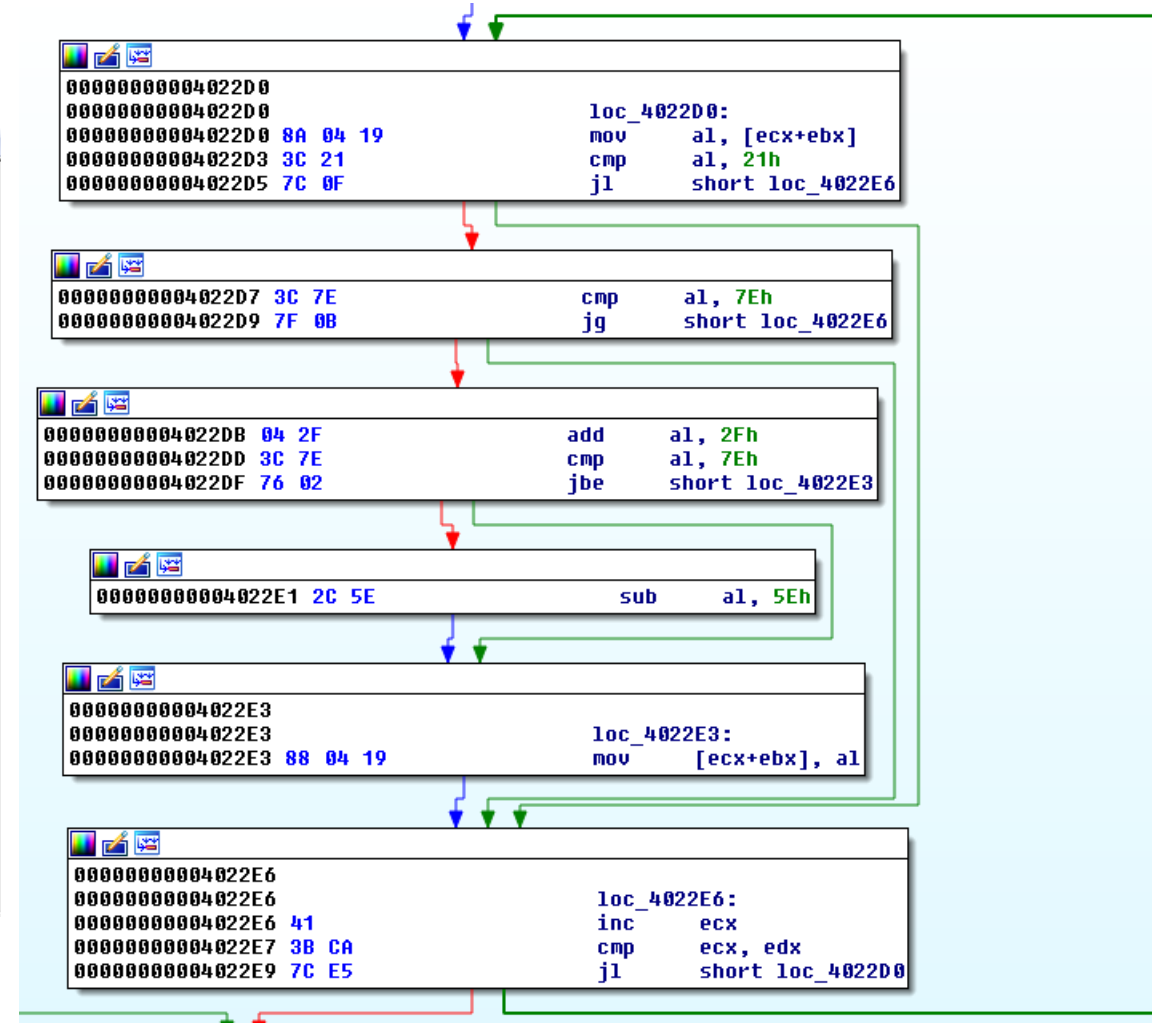 00000000004022D0
00000000004022D0 loc_4022D0:
00000000004022D0 8A 04 19 mov al, [ecx+ebx]
00000000004022D3 3C 21 cmp al, 21h
00000000004022D5 7C 0F jl short loc_4022E6
00000000004022D7 3C 7E cmp al, 7Eh
00000000004022D9 7F 0B jg short loc_4022E6
00000000004022DB 04 2F add al, 2Fh
00000000004022DD 3C 7E cmp al, 7Eh
00000000004022DF 76 02 jbe short loc_4022E3
00000000004022E1 2C 5E sub al, 5Eh
00000000004022E3
00000000004022E3 loc_4022E3:
00000000004022E3 88 04 19 mov [ecx+ebx], al
00000000004022E6
00000000004022E6 loc_4022E6:
00000000004022E6 41 inc ecx
00000000004022E7 3B CA cmp ecx, edx
00000000004022E9 7C E5 jl short loc_4022D0